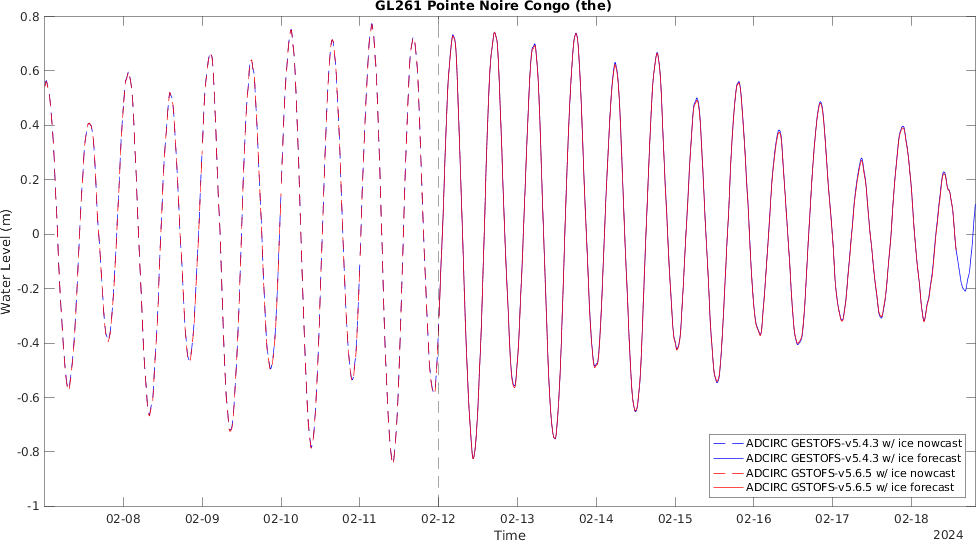 GL261 Pointe Noire Congo (the)
0.8
0.6
0.4
0.2
0
-0.2
-0.4
-0.6
-0.8
-1
Water Level (m)
02-08 02-09 02-10 02-11 02-12 02-13 02-14 02-15 02-16 02-17 02-18
Time
2024
ADCIRC GESTOFS-v5.4.3 w/ ice nowcast
ADCIRC GESTOFS-v5.4.3 w/ ice forecast
ADCIRC GSTOFS-v5.6.5 w/ ice nowcast
ADCIRC GSTOFS-v5.6.5 w/ ice forecast